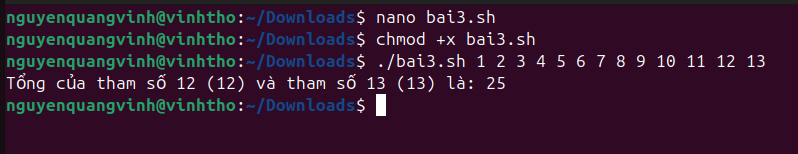 nguyenquangvinh@vinhtho:~/Downloads$ nano bai3.sh
nguyenquangvinh@vinhtho:~/Downloads$ chmod +x bai3.sh
nguyenquangvinh@vinhtho:~/Downloads$ ./bai3.sh 1 2 3 4 5 6 7 8 9 10 11 12 13
Tổng của tham số 12 (12) và tham số 13 (13) là: 25
nguyenquangvinh@vinhtho:~/Downloads$